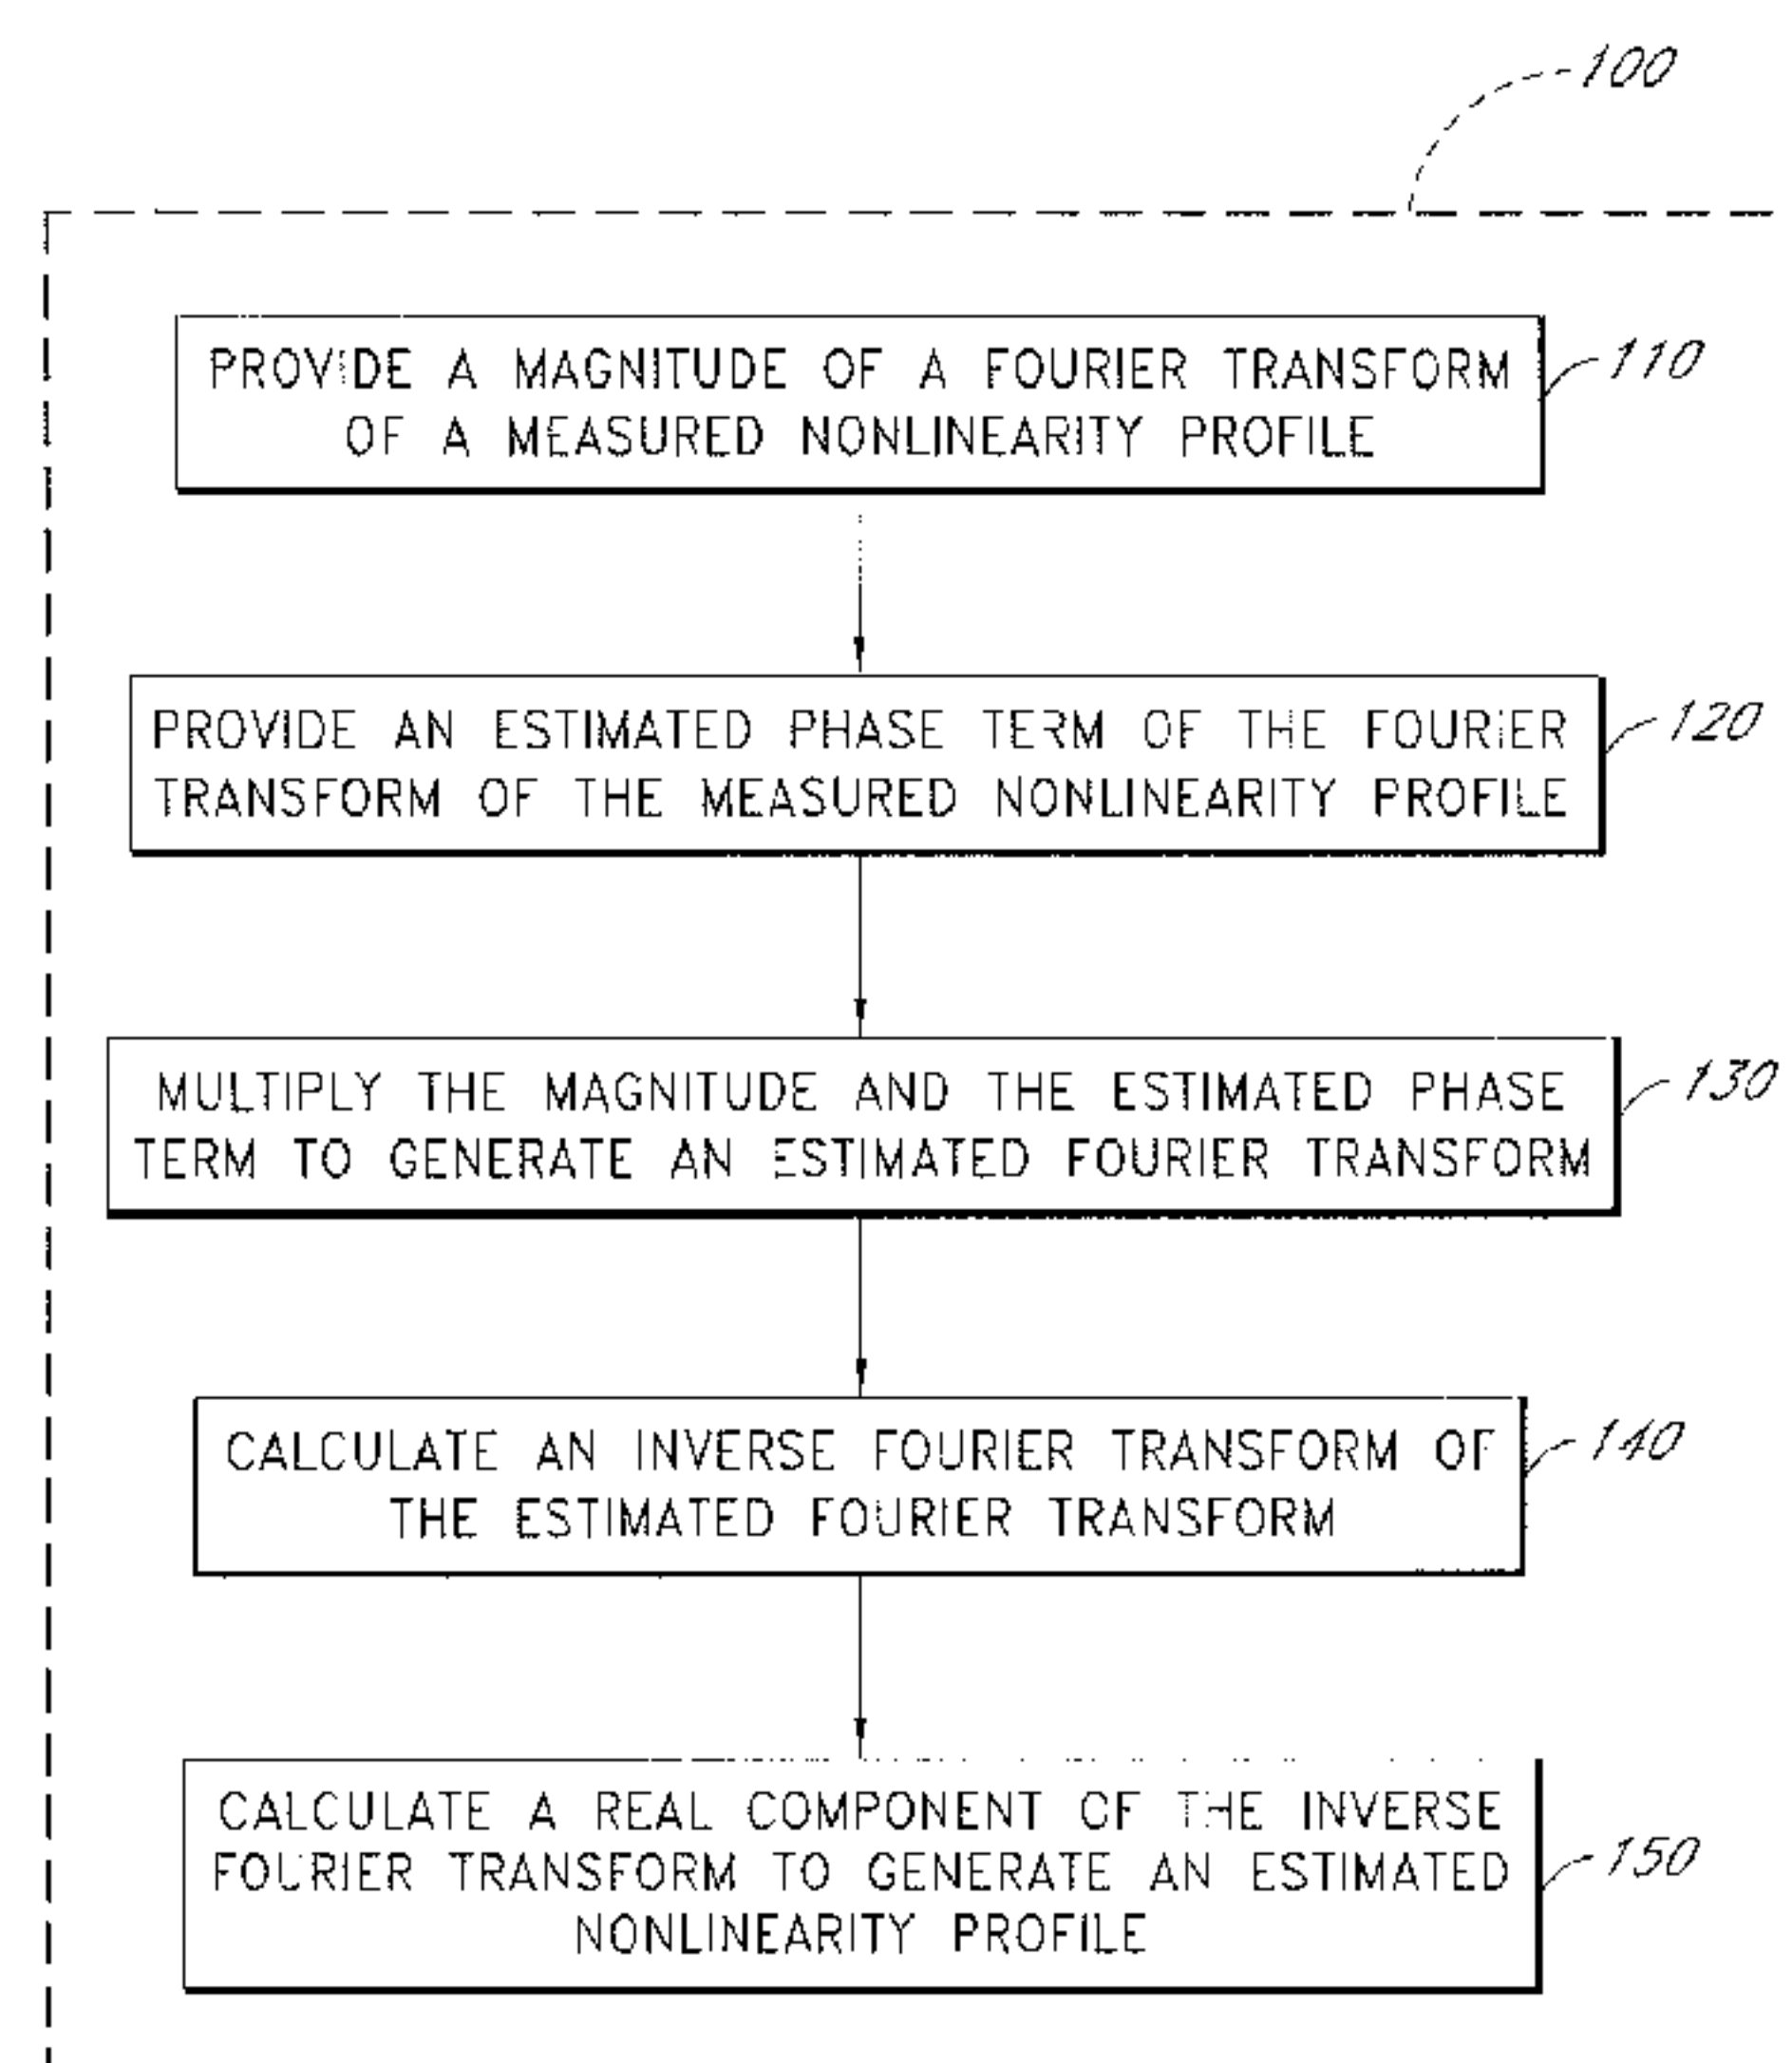 100
PROVIDE A MAGNITUDE OF A FOURIER TRANSFORM
OF A MEASURED NONLINEARITY PROFILE
110
PROVIDE AN ESTIMATED PHASE TERM OF THE FOURIER
TRANSFORM OF THE MEASURED NONLINEARITY PROFILE
120
MULTIPLY THE MAGNITUDE AND THE ESTIMATED PHASE
TERM TO GENERATE AN ESTIMATED FOURIER TRANSFORM
130
CALCULATE AN INVERSE FOURIER TRANSFORM OF
THE ESTIMATED FOURIER TRANSFORM
140
CALCULATE A REAL COMPONENT OF THE INVERSE
FOURIER TRANSFORM TO GENERATE AN ESTIMATED
NONLINEARITY PROFILE
150